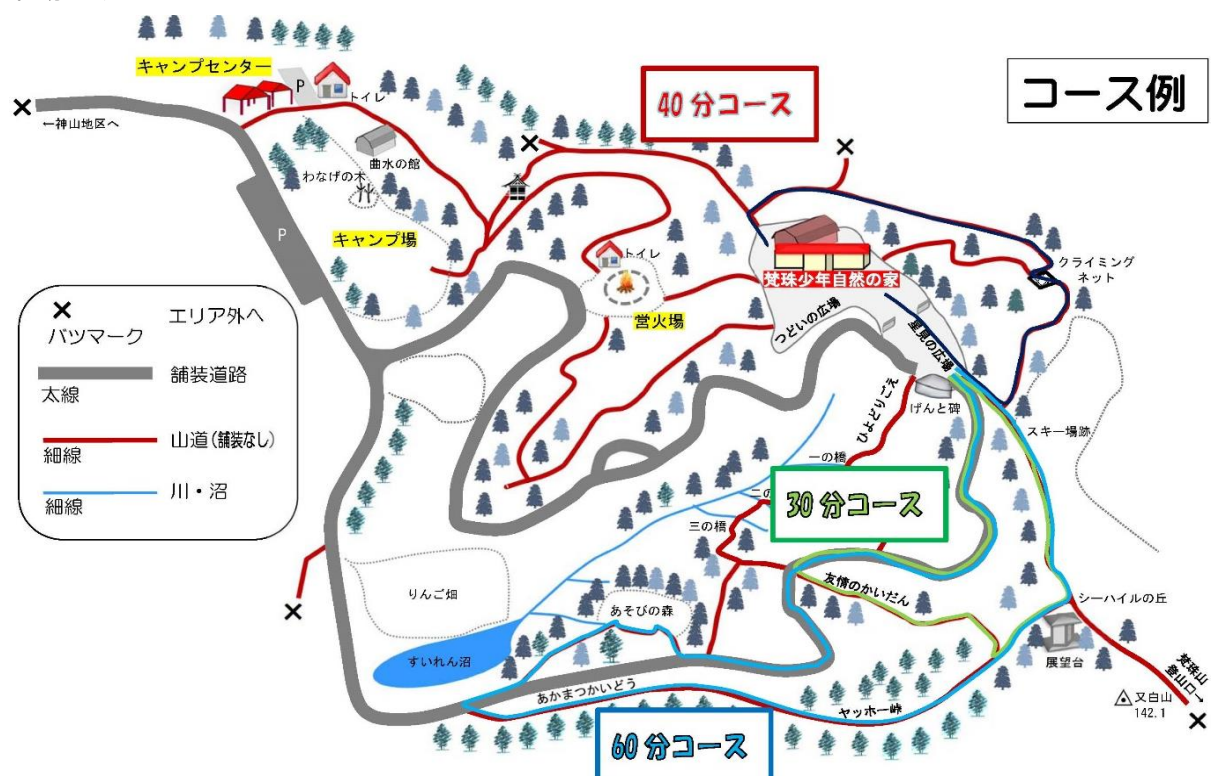 キャンプセンター
P
トイレ
←神山地区へ
曲水の館
わなげの木
キャンプ場
P
40分コース
コース例
トイレ
営火場
梵珠少年自然の家
つどいの広場
星見の広場
クライミング
ネット
げんと碑
スキー場跡
バツマーク
エリア外へ
太線
舗装道路
細線
山道(舗装なし)
細線
川・沼
ひよどりごえ
一の橋
二の
30分コース
三の橋
友情のかいだん
りんご畑
あそびの森
すいれん沼
シーハイルの丘
展望台
あかまつかいどう
ヤッホー峠
60分コース
梵珠山
登山口→
又白山
142.1